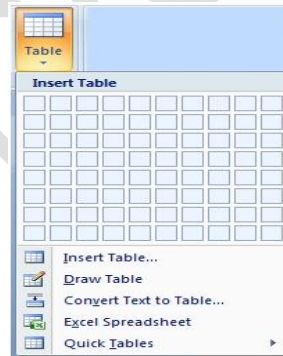 Table
Insert Table
Insert Table...
Draw Table
Convert Text to Table...
Excel Spreadsheet
Quick Tables